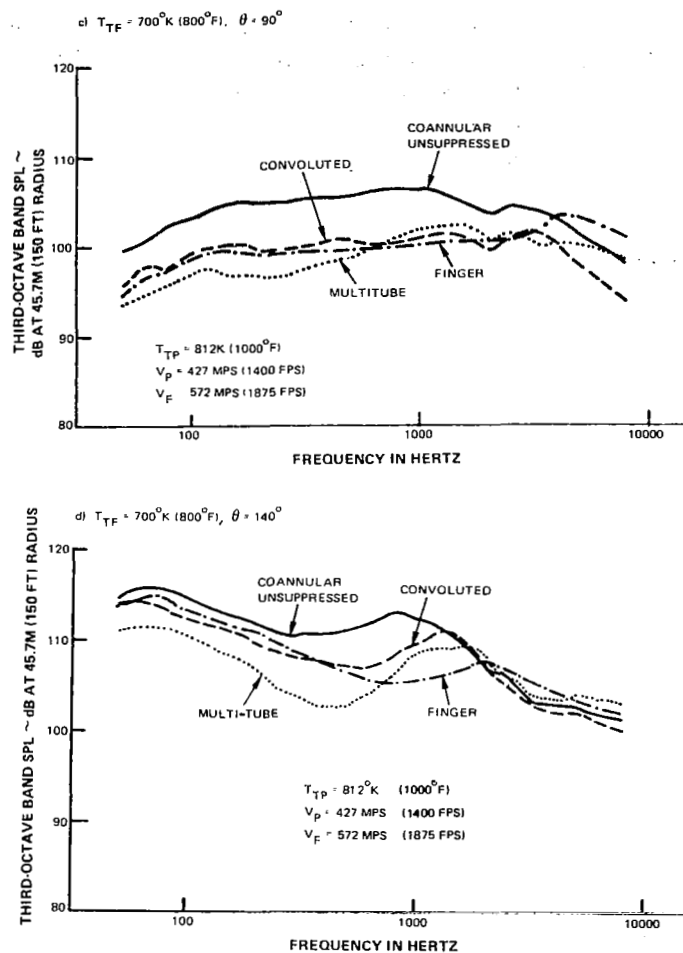 c) T_TF = 700°K (800°F), θ = 90°
120
110
100
90
80
THIRD-OCTAVE BAND SPL ~
dB AT 45.7M (150 FT) RADIUS
COANNULAR
UNSUPPRESSED
CONVOLUTED
FINGER
MULTITUBE
T_TP = 812K (1000°F)
V_P = 427 MPS (1400 FPS)
V_F 572 MPS (1875 FPS)
100
1000
10000
FREQUENCY IN HERTZ
d) T_TF = 700°K (800°F), θ = 140°
120
110
100
90
80
THIRD-OCTAVE BAND SPL ~ dB AT 45.7M (150 FT) RADIUS
COANNULAR
UNSUPPRESSED
CONVOLUTED
MULTI-TUBE
FINGER
T_TP = 812°K (1000°F)
V_P = 427 MPS (1400 FPS)
V_F = 572 MPS (1875 FPS)
100
1000
10000
FREQUENCY IN HERTZ